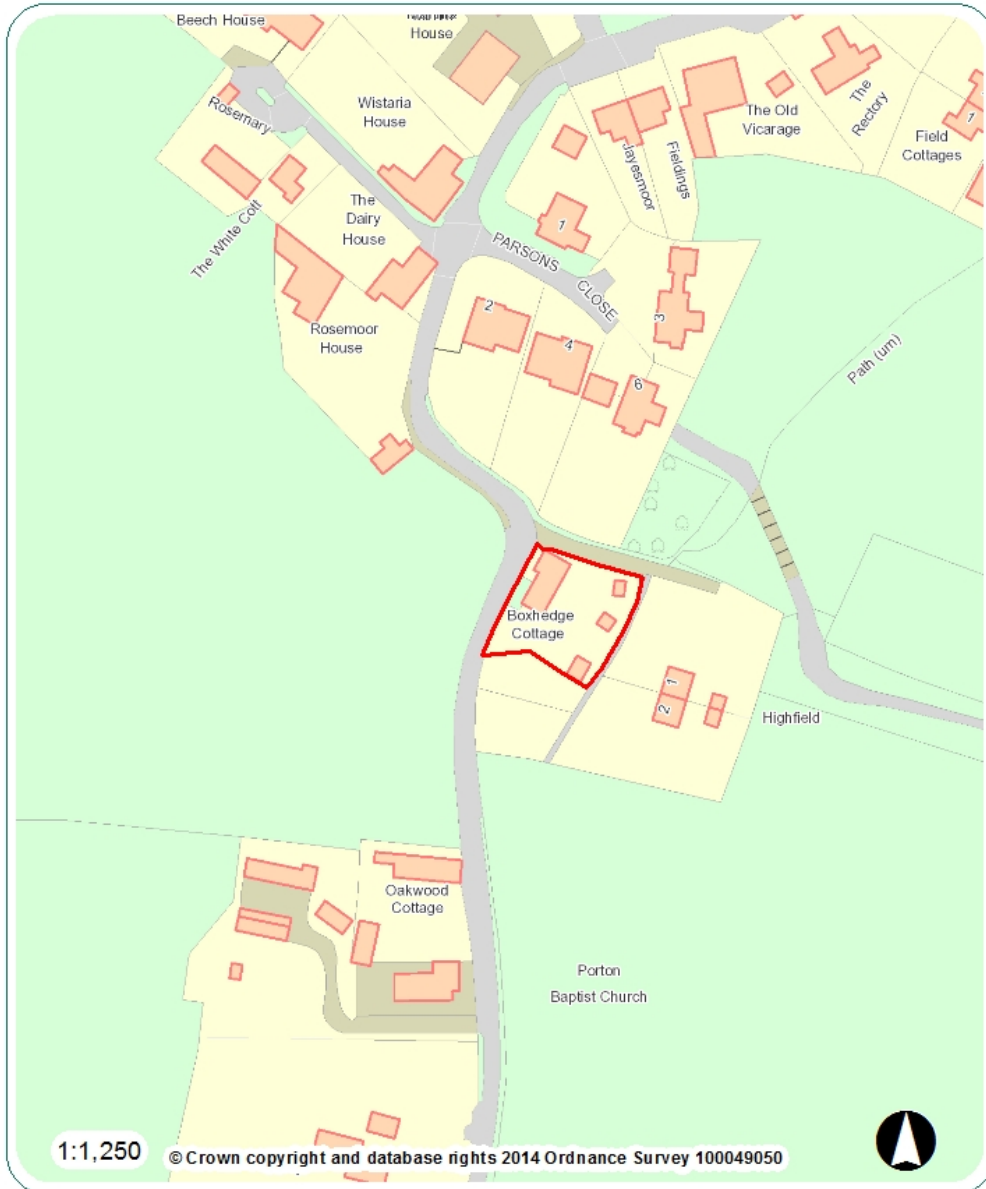 Beech House
House
Rosemary
Wistaria
House
The
Dairy
House
The White Cott
Rosemoor
House
Jayesmoor
Fieldings
The Old
Vicarage
The
Rectory
1
Field
Cottages
1
PARSONS CLOSE
2
4
3
6
Path (um)
Boxhedge
Cottage
1
2
Highfield
Oakwood
Cottage
Porton
Baptist Church
1:1,250
© Crown copyright and database rights 2014 Ordnance Survey 100049050